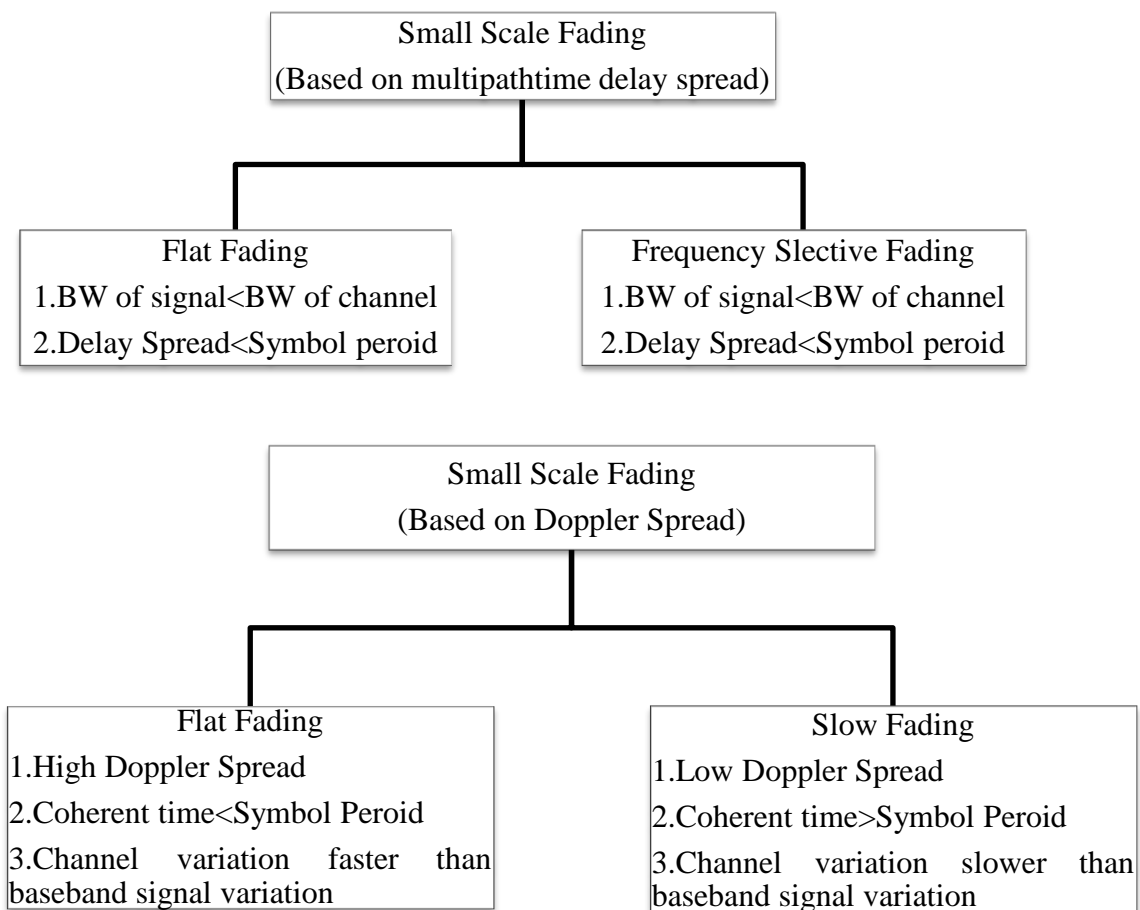 Small Scale Fading
(Based on multipathtime delay spread)
Flat Fading
1.BW of signal<BW of channel
2.Delay Spread<Symbol peroid
Frequency Slective Fading
1.BW of signal<BW of channel
2.Delay Spread<Symbol peroid
Small Scale Fading
(Based on Doppler Spread)
Flat Fading
1.High Doppler Spread
2.Coherent time<Symbol Peroid
3.Channel variation faster than
baseband signal variation
Slow Fading
1.Low Doppler Spread
2.Coherent time>Symbol Peroid
3.Channel variation slower than
baseband signal variation